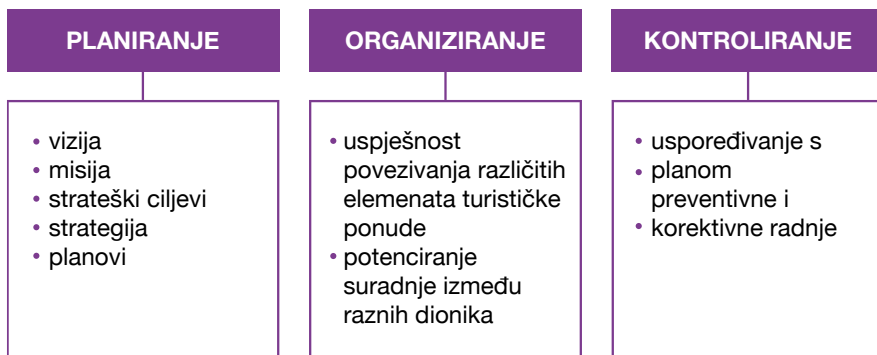 PLANIRANJE
• vizija
• misija
• strateški ciljevi
• strategija
• planovi
ORGANIZIRANJE
• uspješnost
povezivanja različitih
elemenata turističke
ponude
• potenciranje
suradnje između
raznih dionika
KONTROLIRANJE
• uspoređivanje s
• planom
preventivne i
• korektivne radnje